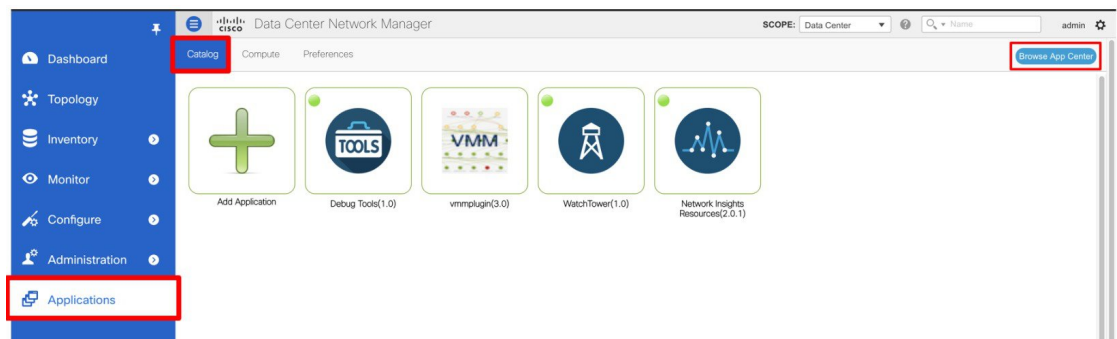 cisco Data Center Network Manager
SCOPE: Data Center
Name
admin
Dashboard
Topology
Inventory
Monitor
Configure
Administration
Applications
Catalog Compute Preferences
Browse App Center
TOOLS
VMM
Add Application
Debug Tools(1.0)
vmmplugin(3.0)
WatchTower(1.0)
Network Insights
Resources(2.0.1)